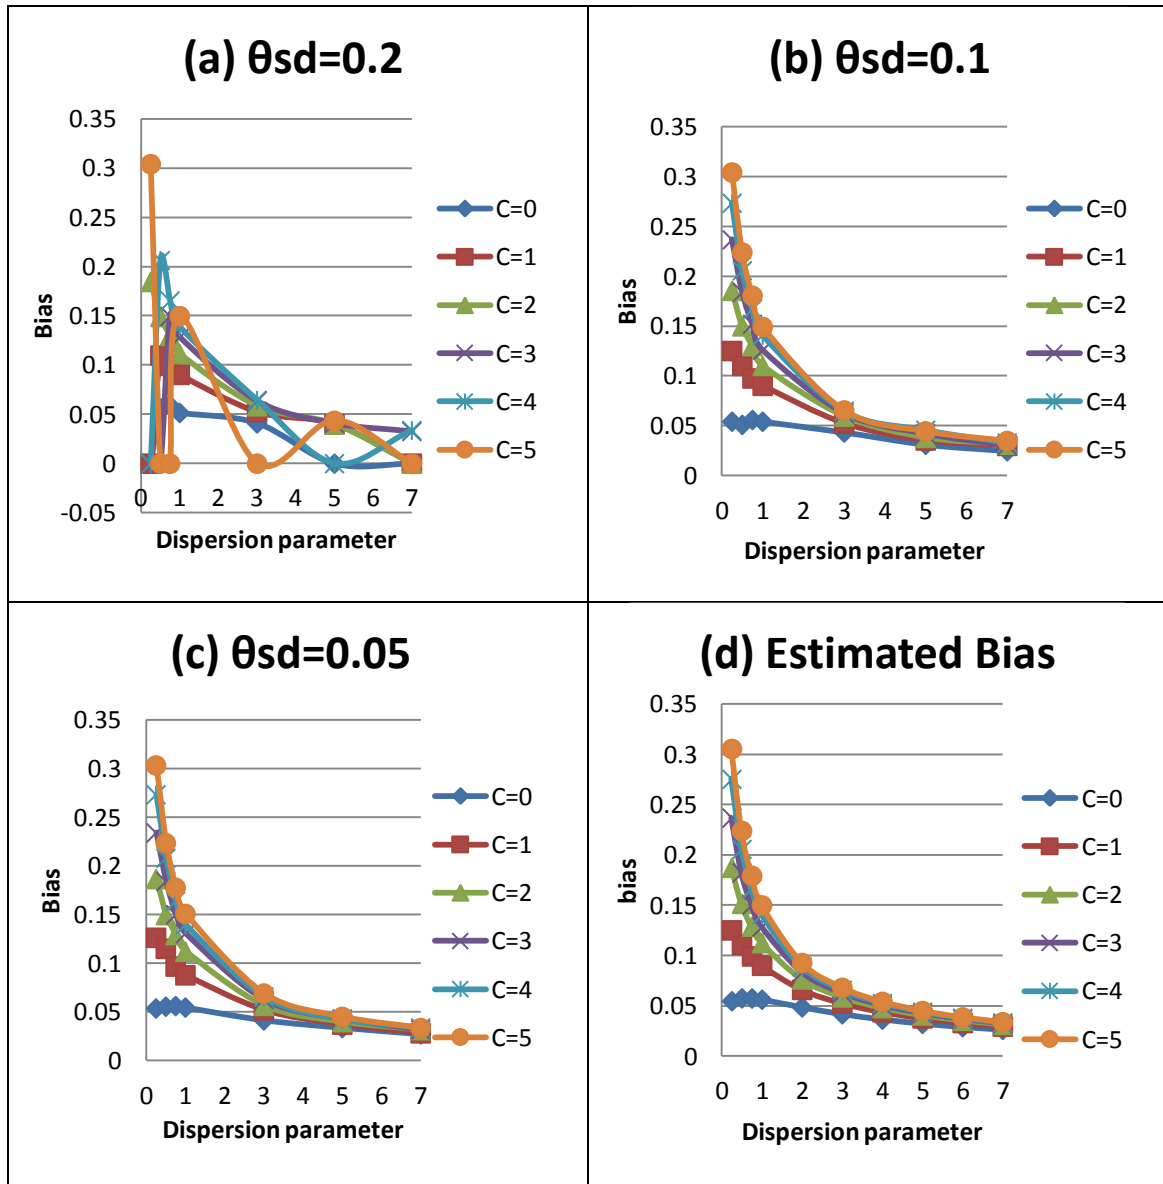 (a) θsd=0.2
0.35
0.3
0.25
0.2
0.15
0.1
0.05
0
-0.05
Bias
0 1 2 3 4 5 6 7
Dispersion parameter
C=0
C=1
C=2
C=3
C=4
C=5
(b) θsd=0.1
0.35
0.3
0.25
0.2
0.15
0.1
0.05
0
Bias
0 1 2 3 4 5 6 7
Dispersion parameter
C=0
C=1
C=2
C=3
C=4
C=5
(c) θsd=0.05
0.35
0.3
0.25
0.2
0.15
0.1
0.05
0
Bias
0 1 2 3 4 5 6 7
Dispersion parameter
C=0
C=1
C=2
C=3
C=4
C=5
(d) Estimated Bias
0.35
0.3
0.25
0.2
0.15
0.1
0.05
0
bias
0 1 2 3 4 5 6 7
Dispersion parameter
C=0
C=1
C=2
C=3
C=4
C=5